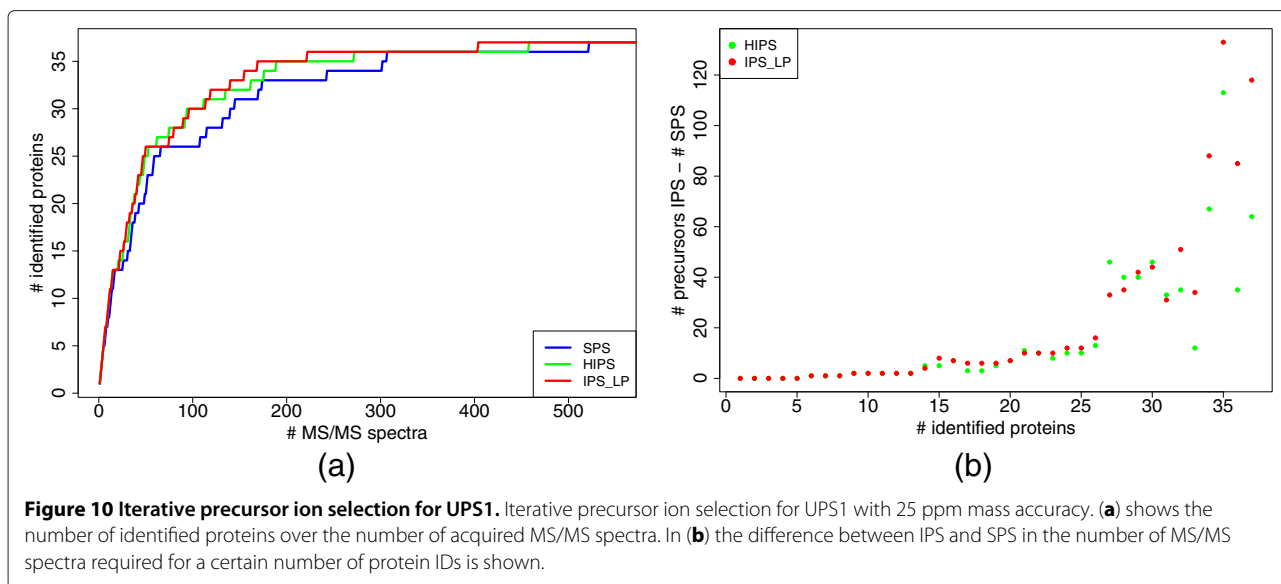 # identified proteins
0 5 10 15 20 25 30 35
0 100 200 300 400 500
# MS/MS spectra
SPS
HIPS
IPS_LP
(a)
HIPS
IPS_LP
# precursors IPS − # SPS
0 20 40 60 80 100 120
0 5 10 15 20 25 30 35
# identified proteins
(b)
Figure 10 Iterative precursor ion selection for UPS1. Iterative precursor ion selection for UPS1 with 25 ppm mass accuracy. (a) shows the
number of identified proteins over the number of acquired MS/MS spectra. In (b) the difference between IPS and SPS in the number of MS/MS
spectra required for a certain number of protein IDs is shown.